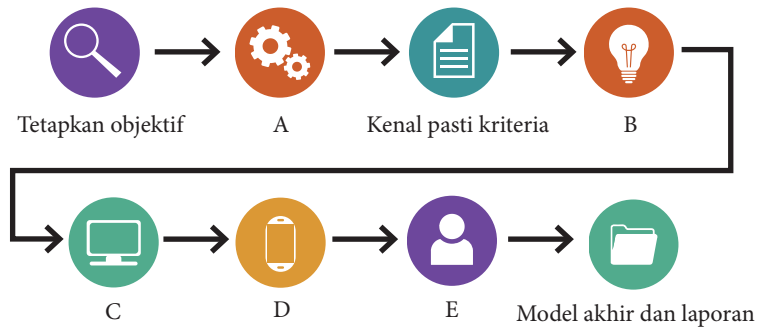 Tetapkan objektif
A
Kenal pasti kriteria
B
C
D
E
Model akhir dan laporan